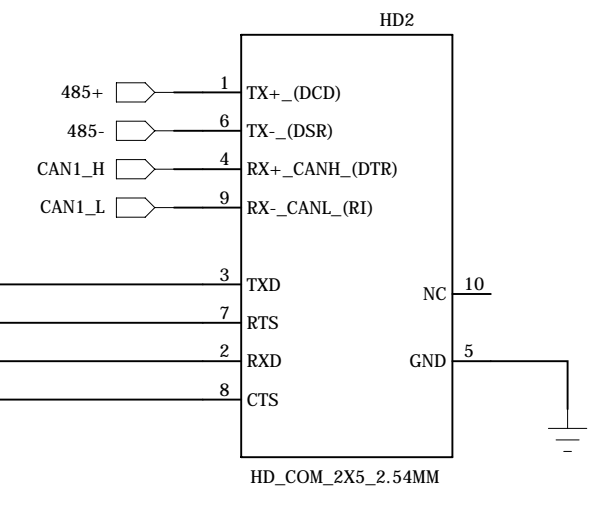 HD2
485+ 1 TX+_(DCD)
485- 6 TX-_(DSR)
CAN1_H 4 RX+_CANH_(DTR)
CAN1_L 9 RX-_CANL_(RI)
3 TXD
NC 10
7 RTS
2 RXD GND 5
8 CTS
HD_COM_2X5_2.54MM